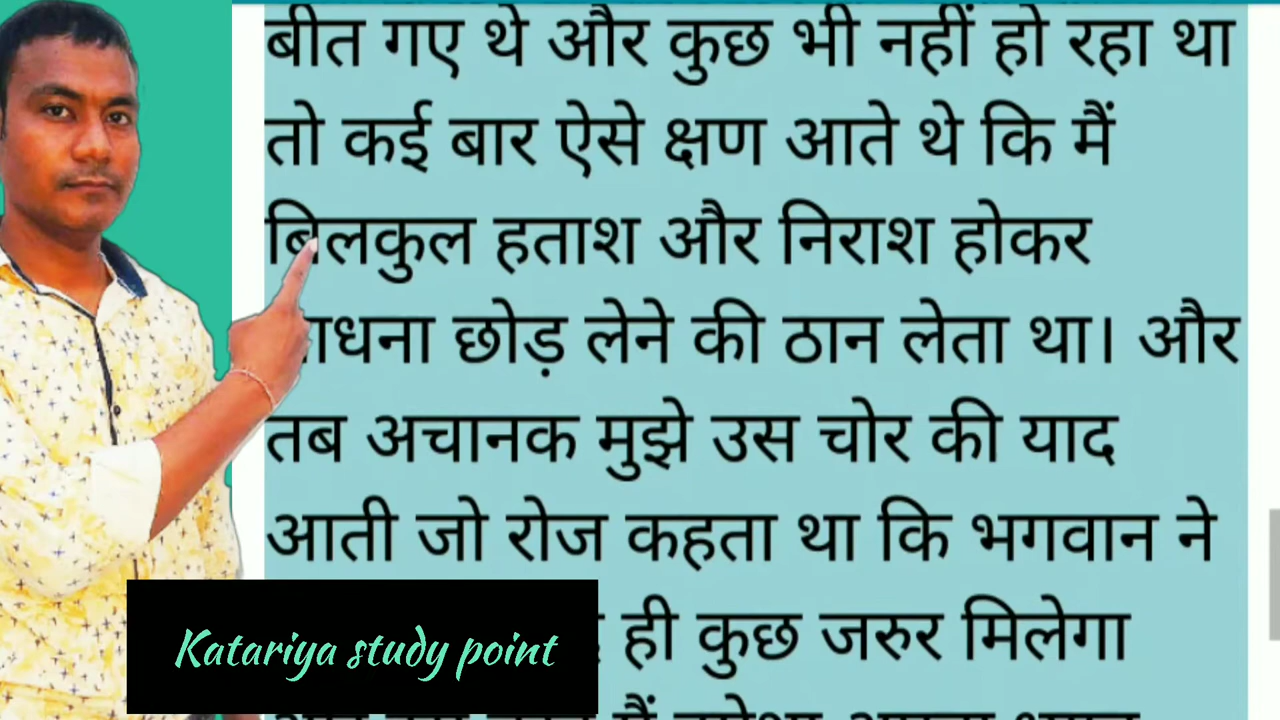 बीत गए थे और कुछ भी नहीं हो रहा था
तो कई बार ऐसे क्षण आते थे कि मैं
बिलकुल हताश और निराश होकर
छोड़ लेने की ठान लेता था। और
तब अचानक मुझे उस चोर की याद
आती जो रोज कहता था कि भगवान ने
ही कुछ जरुर मिलेगा
Katariya study point